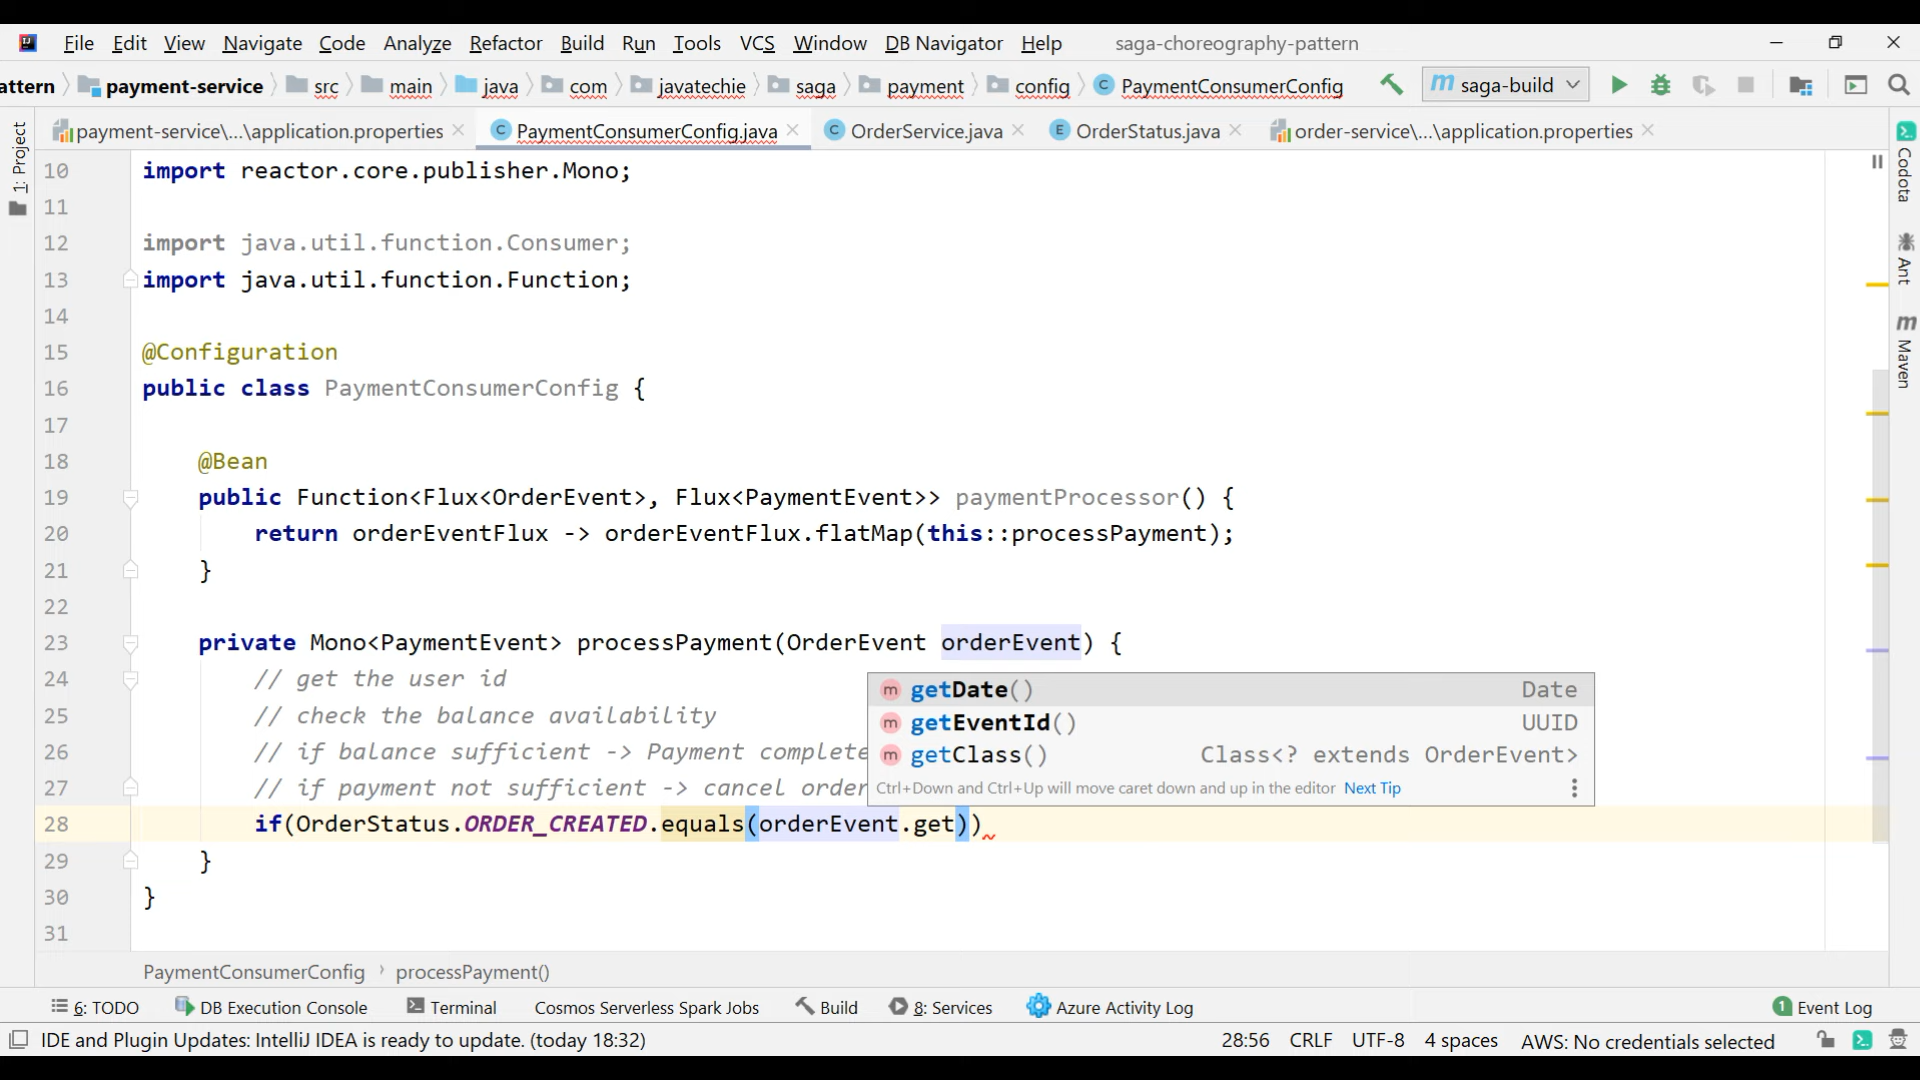 File Edit View Navigate Code Analyze Refactor Build Run Tools VCS Window DB Navigator Help saga-choreography-pattern
attern payment-service src main java com javatechie saga payment config PaymentConsumerConfig saga-build
payment-service\...\application.properties PaymentConsumerConfig.java OrderService.java OrderStatus.java order-service\...\application.properties
1: Project
Codota
Ant
Maven
10 import reactor.core.publisher.Mono;
11
12 import java.util.function.Consumer;
13 import java.util.function.Function;
14
15 @Configuration
16 public class PaymentConsumerConfig {
17
18 @Bean
19 public Function<Flux<OrderEvent>, Flux<PaymentEvent>> paymentProcessor() {
20 return orderEventFlux -> orderEventFlux.flatMap(this::processPayment);
21 }
22
23 private Mono<PaymentEvent> processPayment(OrderEvent orderEvent) {
24 // get the user id
25 // check the balance availability
26 // if balance sufficient -> Payment complete
27 // if payment not sufficient -> cancel order
28 if(OrderStatus.ORDER_CREATED.equals(orderEvent.get))
29 }
30 }
31
getDate() Date
getEventId() UUID
getClass() Class<? extends OrderEvent>
Ctrl+Down and Ctrl+Up will move caret down and up in the editor Next Tip
PaymentConsumerConfig processPayment()
6: TODO DB Execution Console Terminal Cosmos Serverless Spark Jobs Build 8: Services Azure Activity Log 1 Event Log
IDE and Plugin Updates: IntelliJ IDEA is ready to update. (today 18:32) 28:56 CRLF UTF-8 4 spaces AWS: No credentials selected